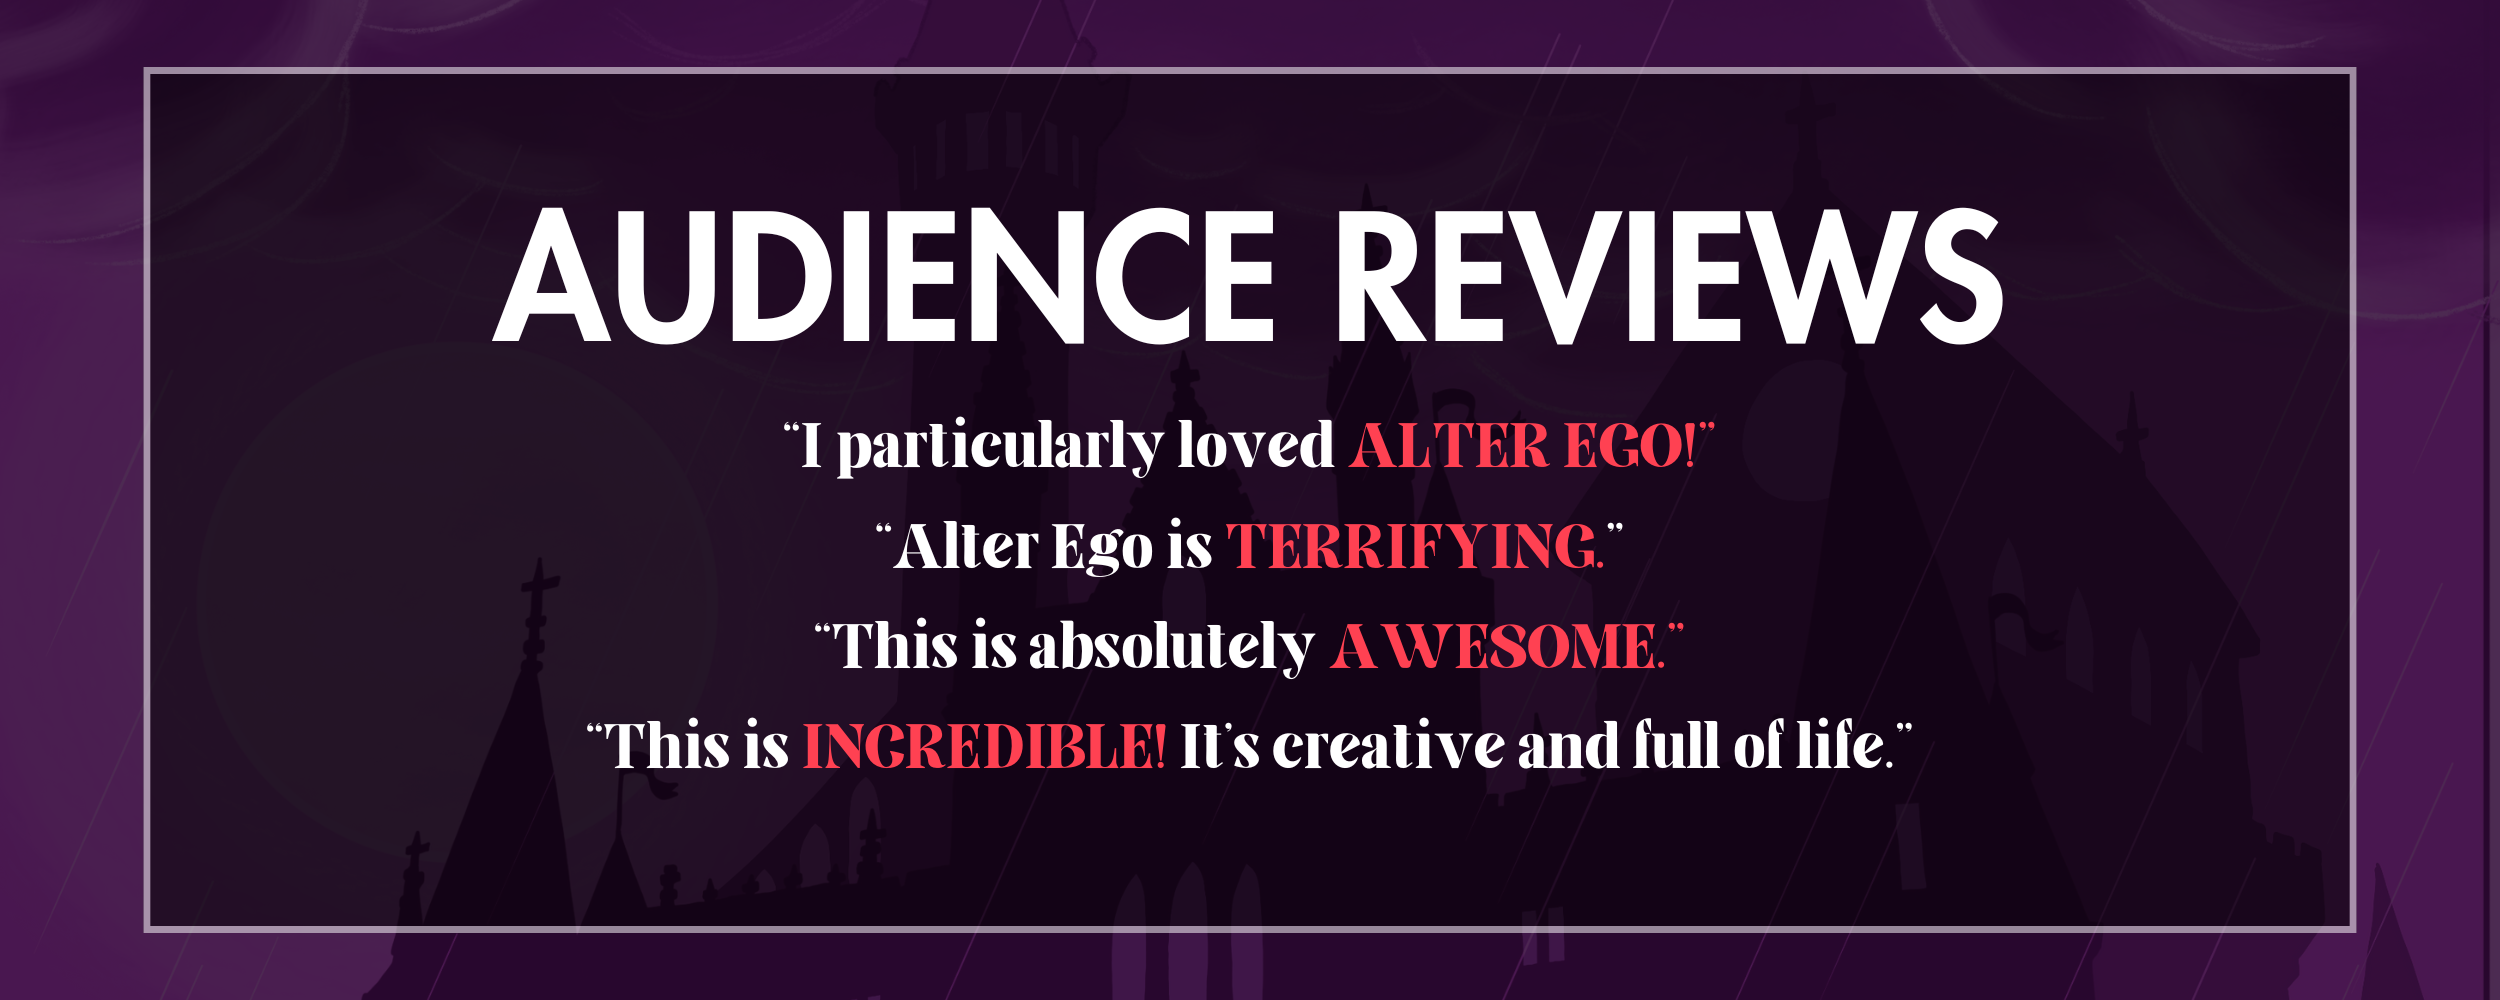 AUDIENCE REVIEWS
“I particularly loved ALTER EGO!”
“Alter Ego is TERRIFYING.”
“This is absolutely AWESOME.”
“This is INCREDIBLE! It’s creative and full of life.”